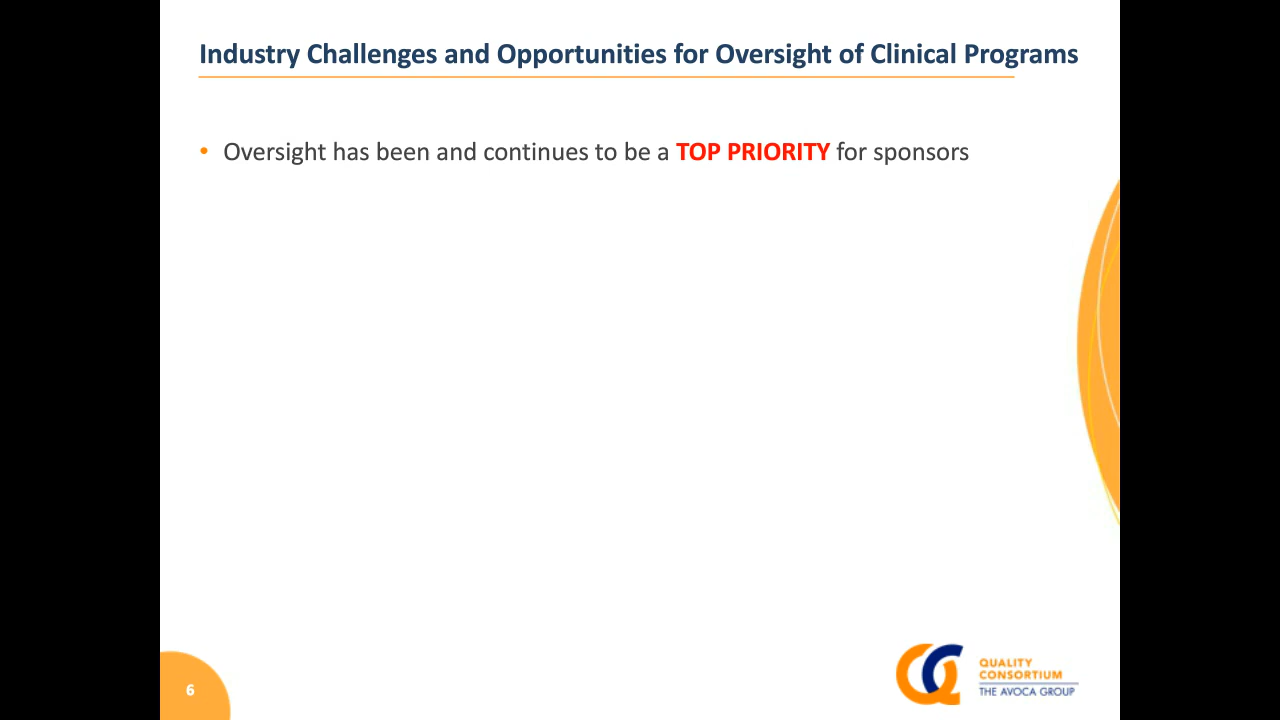 Industry Challenges and Opportunities for Oversight of Clinical Programs
• Oversight has been and continues to be a TOP PRIORITY for sponsors
6
QUALITY
CONSORTIUM
THE AVOCA GROUP